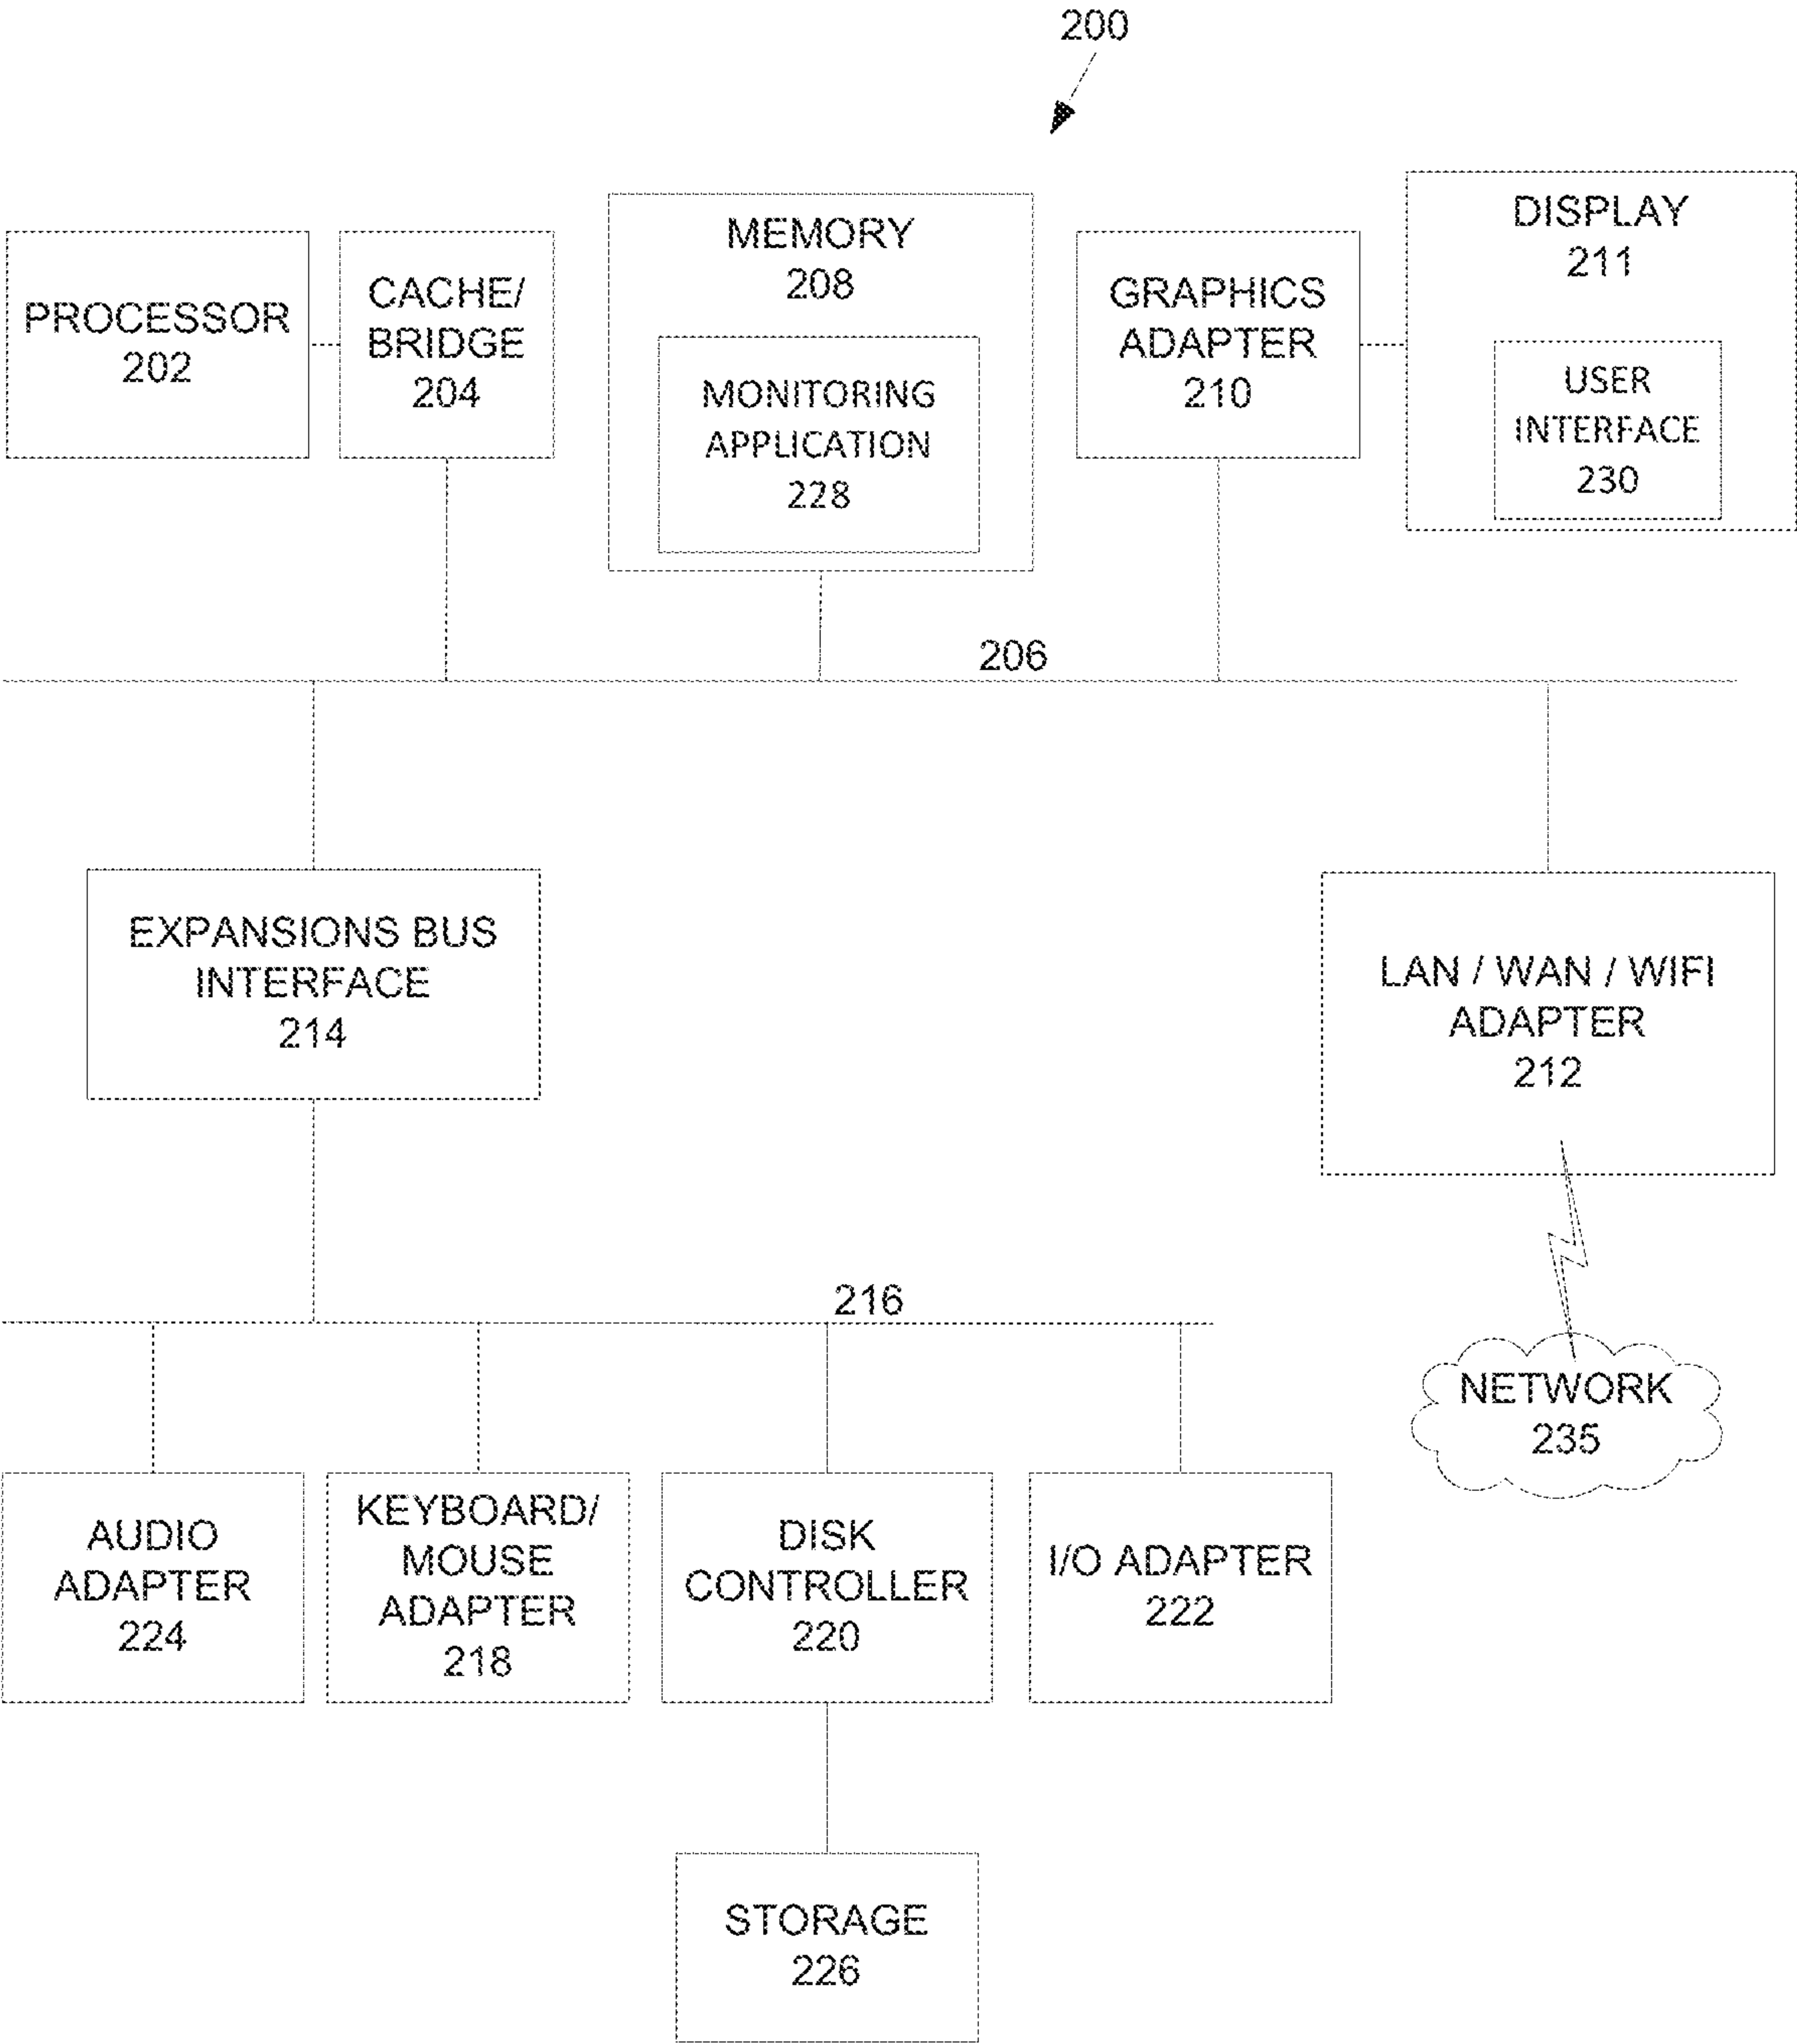 200
PROCESSOR
202
CACHE/
BRIDGE
204
MEMORY
208
MONITORING
APPLICATION
228
GRAPHICS
ADAPTER
210
DISPLAY
211
USER
INTERFACE
230
206
EXPANSIONS BUS
INTERFACE
214
LAN / WAN / WIFI
ADAPTER
212
216
NETWORK
235
AUDIO
ADAPTER
224
KEYBOARD/
MOUSE
ADAPTER
218
DISK
CONTROLLER
220
I/O ADAPTER
222
STORAGE
226